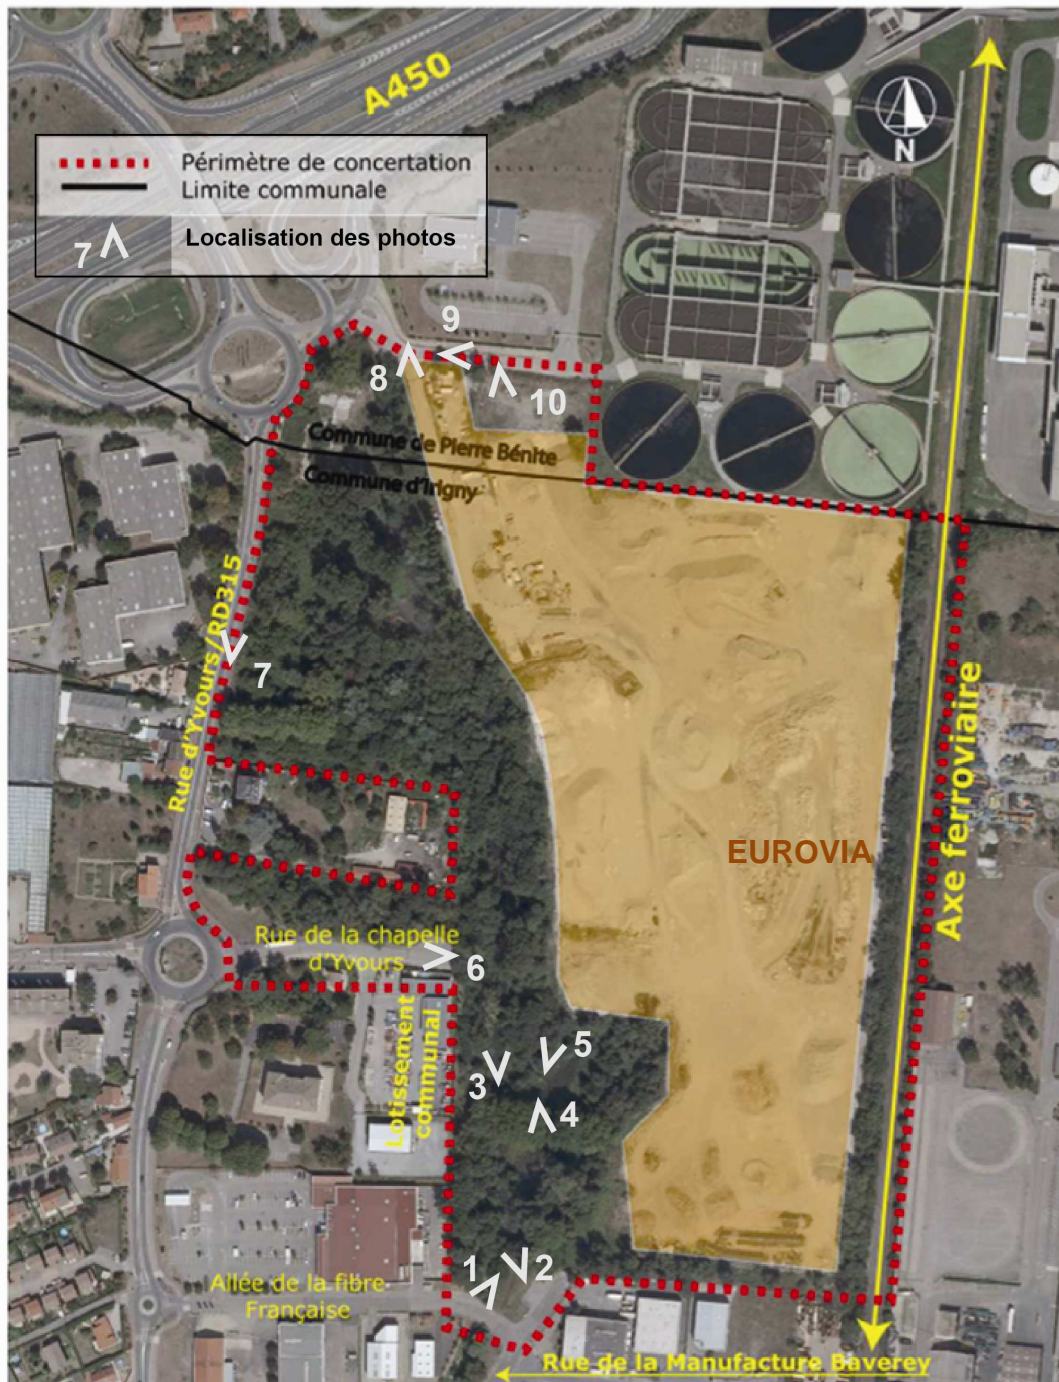 A450
N
Périmètre de concertation
Limite communale
7
Localisation des photos
9
8
10
Commune de Pierre Bénite
Commune d'Irigny
Rue d'Yvours/RD315
7
Axe ferroviaire
EUROVIA
Rue de la chapelle
d'Yvours
6
Lotissement
communal
5
3
4
1
2
Allée de la fibre
Française
Rue de la Manufacture Baverey